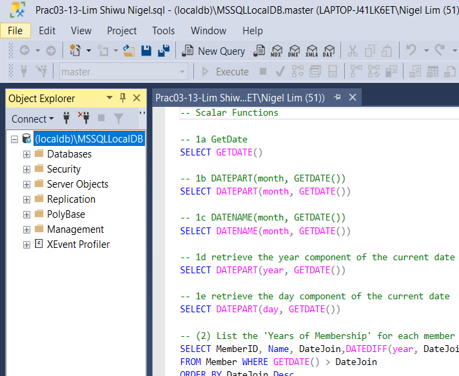 Prac03-13-Lim Shiwu Nigel.sql - (localdb)\MSSQLLocalDB.master (LAPTOP-J41LK6ET\Nigel Lim (51))
File Edit View Project Tools Window Help
New Query MDX DMX XMLA DAX
master Execute
Object Explorer
Prac03-13-Lim Shiw...ET\Nigel Lim (51))
Connect
(localdb)\MSSQLLocalDB
Databases
Security
Server Objects
Replication
PolyBase
Management
XEvent Profiler
-- Scalar Functions
-- 1a GetDate
SELECT GETDATE()
-- 1b DATEPART(month, GETDATE())
SELECT DATEPART(month, GETDATE())
-- 1c DATENAME(month, GETDATE())
SELECT DATENAME(month, GETDATE())
-- 1d retrieve the year component of the current date
SELECT DATEPART(year, GETDATE())
-- 1e retrieve the day component of the current date
SELECT DATEPART(day, GETDATE())
-- (2) List the 'Years of Membership' for each member
SELECT MemberID, Name, DateJoin,DATEDIFF(year, DateJoi
FROM Member WHERE GETDATE() > DateJoin
ORDER BY DateJoin Desc